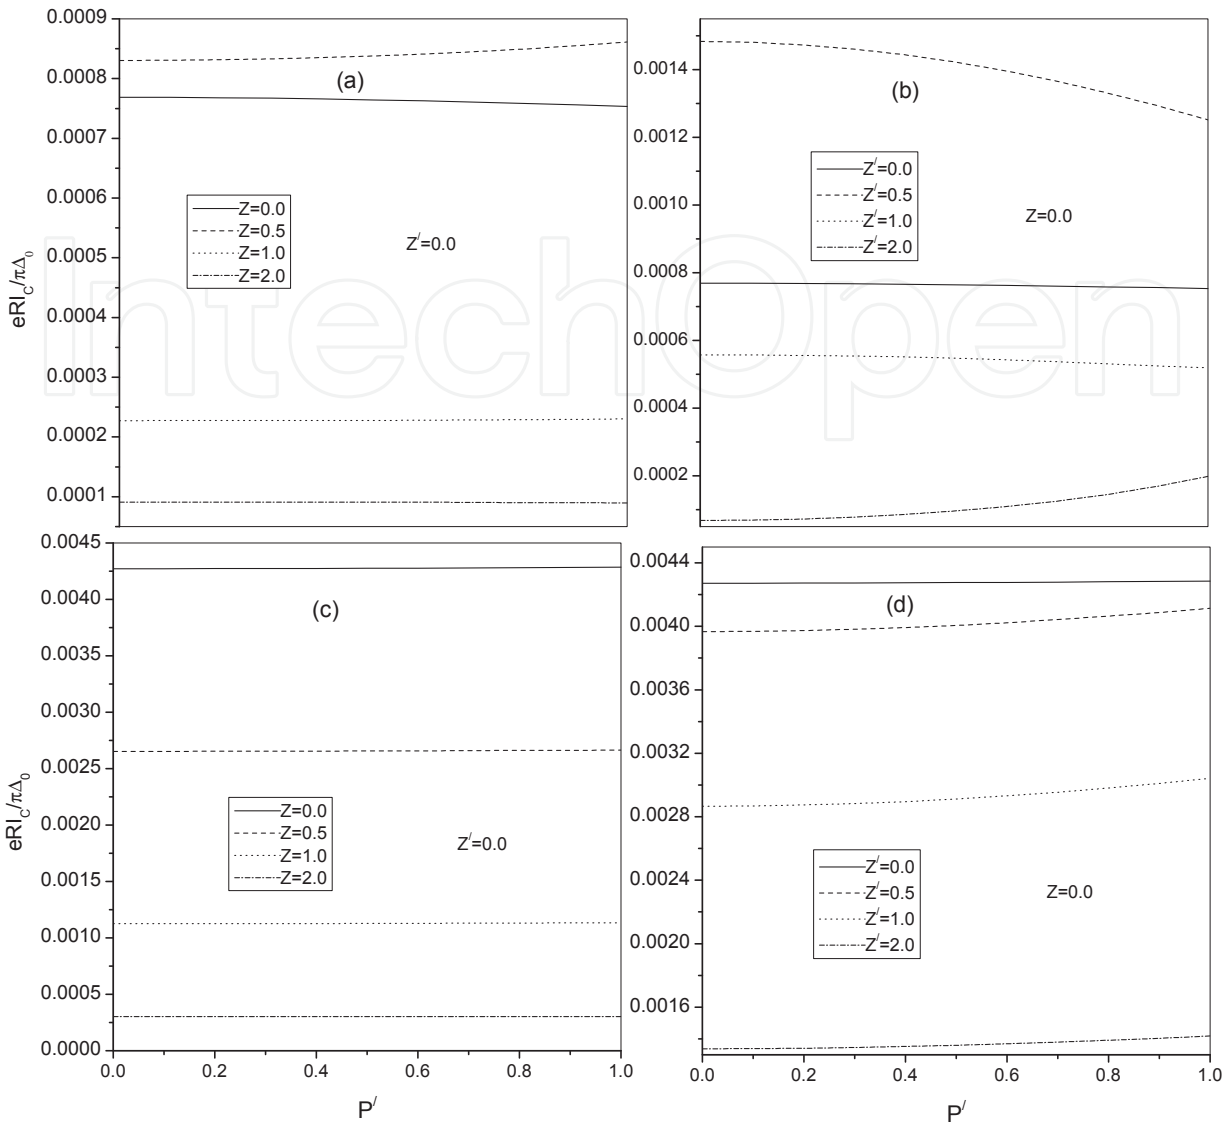 0.0009
0.0008
0.0007
0.0006
0.0005
0.0004
0.0003
0.0002
0.0001
eRI_C/πΔ_0
(a)
Z=0.0
Z=0.5
Z=1.0
Z=2.0
Z'=0.0
0.0014
0.0012
0.0010
0.0008
0.0006
0.0004
0.0002
(b)
Z'=0.0
Z'=0.5
Z'=1.0
Z'=2.0
Z=0.0
IntechOpen
0.0045
0.0040
0.0035
0.0030
0.0025
0.0020
0.0015
0.0010
0.0005
0.0000
eRI_C/πΔ_0
(c)
Z=0.0
Z=0.5
Z=1.0
Z=2.0
Z'=0.0
0.0 0.2 0.4 0.6 0.8 1.0
P'
0.0044
0.0040
0.0036
0.0032
0.0028
0.0024
0.0020
0.0016
(d)
Z'=0.0
Z'=0.5
Z'=1.0
Z'=2.0
Z=0.0
0.0 0.2 0.4 0.6 0.8 1.0
P'